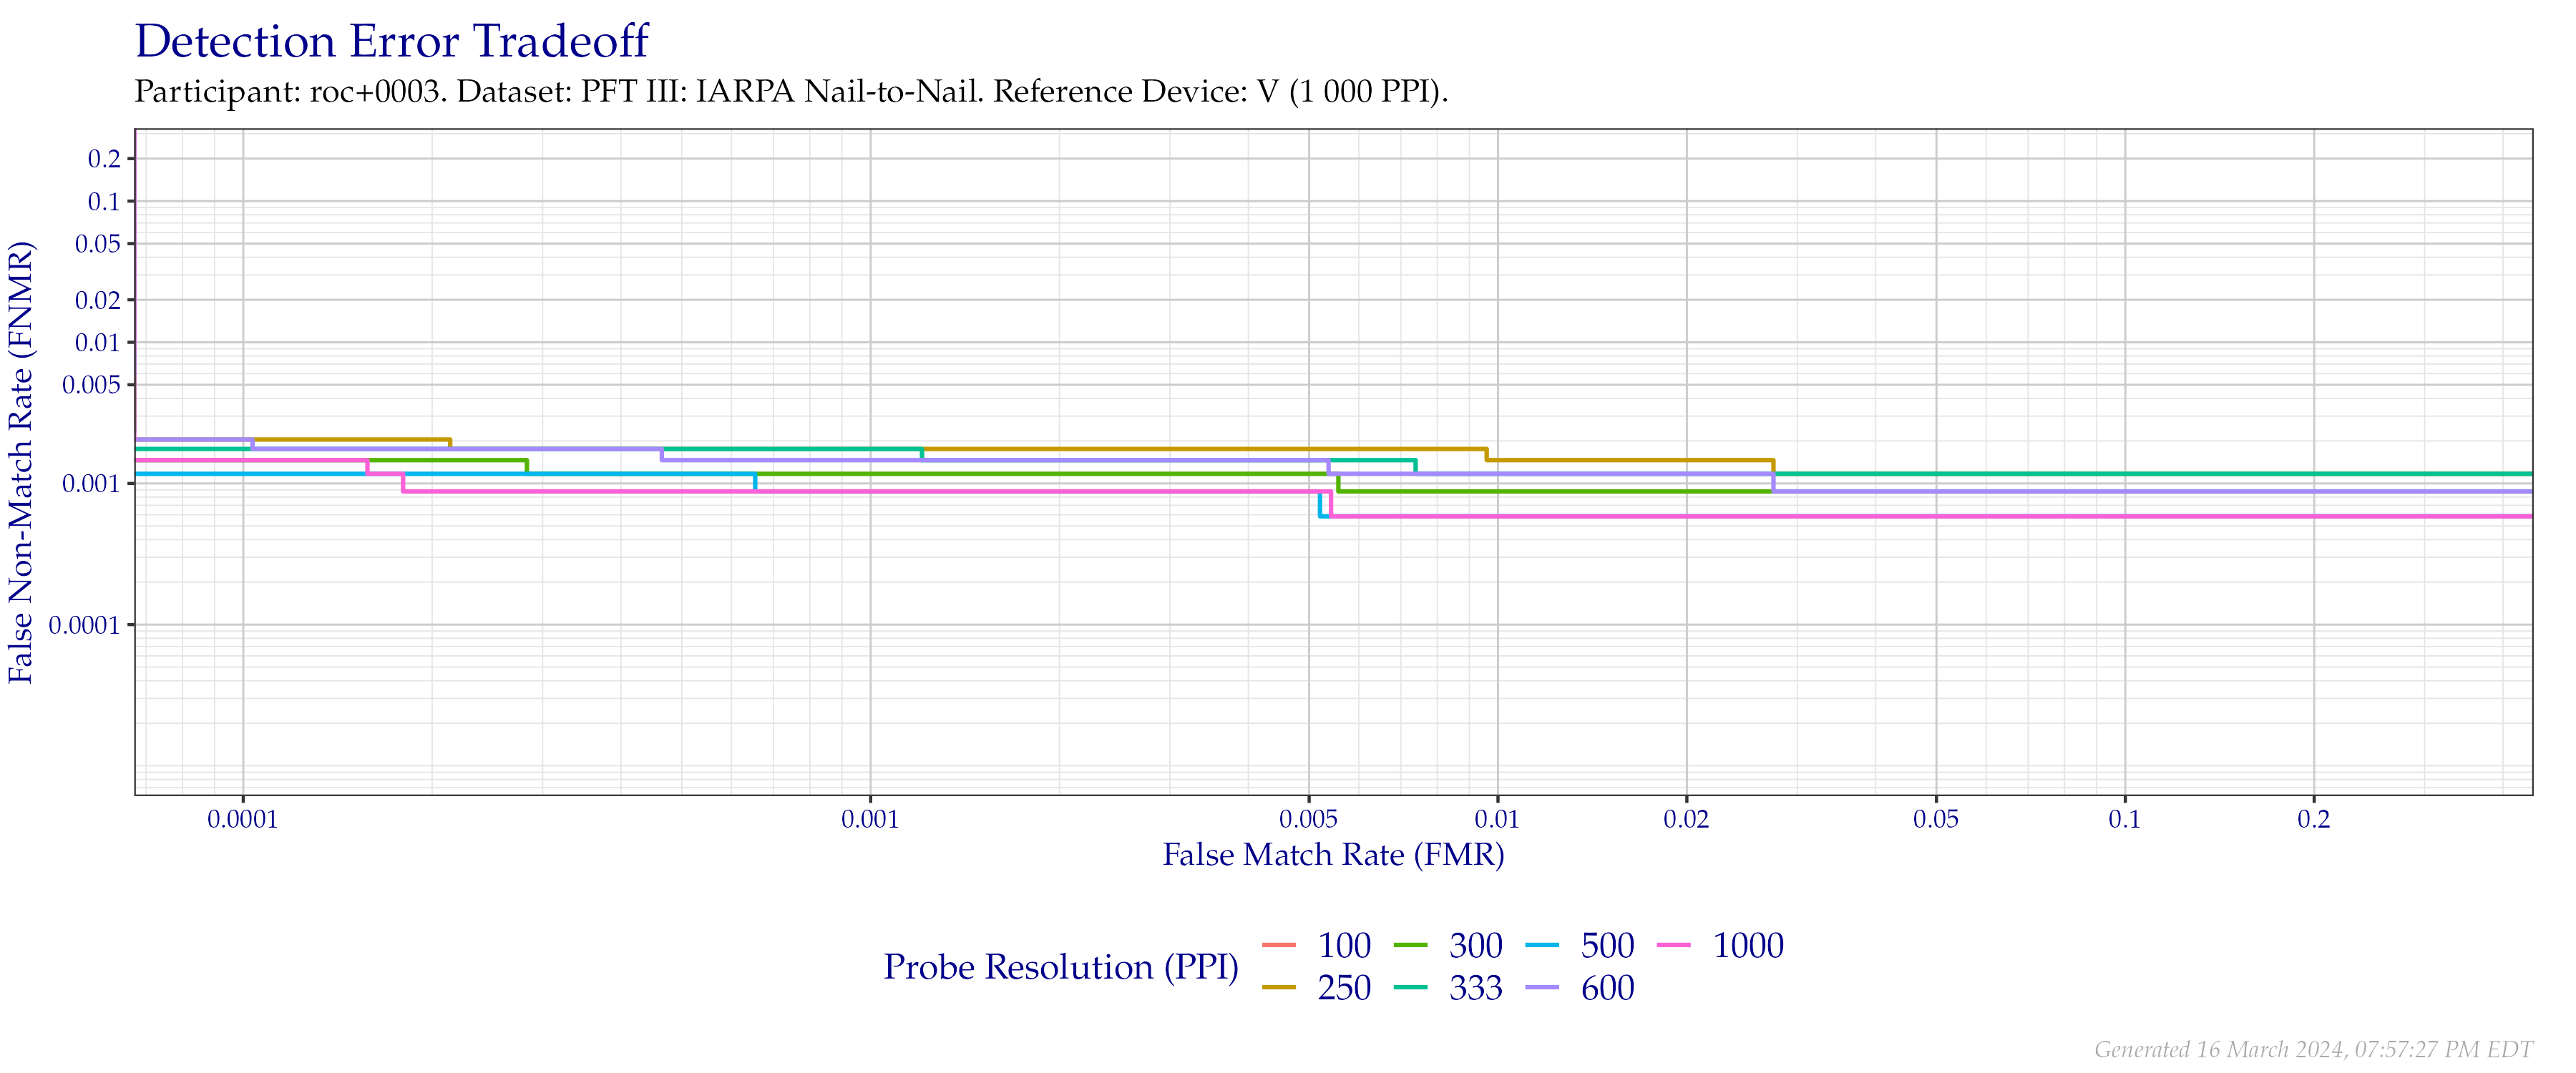 Detection Error Tradeoff
Participant: roc+0003. Dataset: PFT III: IARPA Nail-to-Nail. Reference Device: V (1 000 PPI).
False Non-Match Rate (FNMR)
0.2
0.1
0.05
0.02
0.01
0.005
0.001
0.0001
0.0001 0.001 0.005 0.01 0.02 0.05 0.1 0.2
False Match Rate (FMR)
Probe Resolution (PPI)
100 300 500 1000
250 333 600
Generated 16 March 2024, 07:57:27 PM EDT